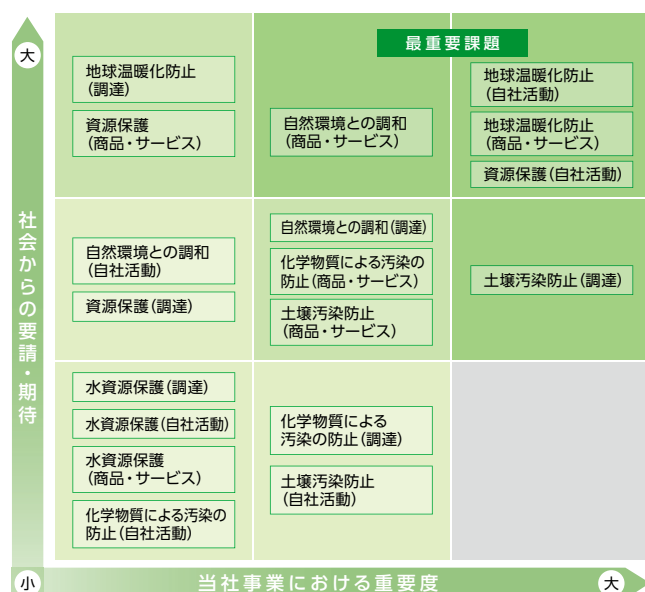 大
最重要課題
地球温暖化防止
(調達)
資源保護
(商品・サービス)
自然環境との調和
(商品・サービス)
地球温暖化防止
(自社活動)
地球温暖化防止
(商品・サービス)
資源保護(自社活動)
社会からの要請・期待
自然環境との調和
(自社活動)
資源保護(調達)
自然環境との調和(調達)
化学物質による汚染の
防止(商品・サービス)
土壌汚染防止
(商品・サービス)
土壌汚染防止(調達)
水資源保護(調達)
水資源保護(自社活動)
水資源保護
(商品・サービス)
化学物質による汚染の
防止(自社活動)
化学物質による
汚染の防止(調達)
土壌汚染防止
(自社活動)
小
当社事業における重要度
大